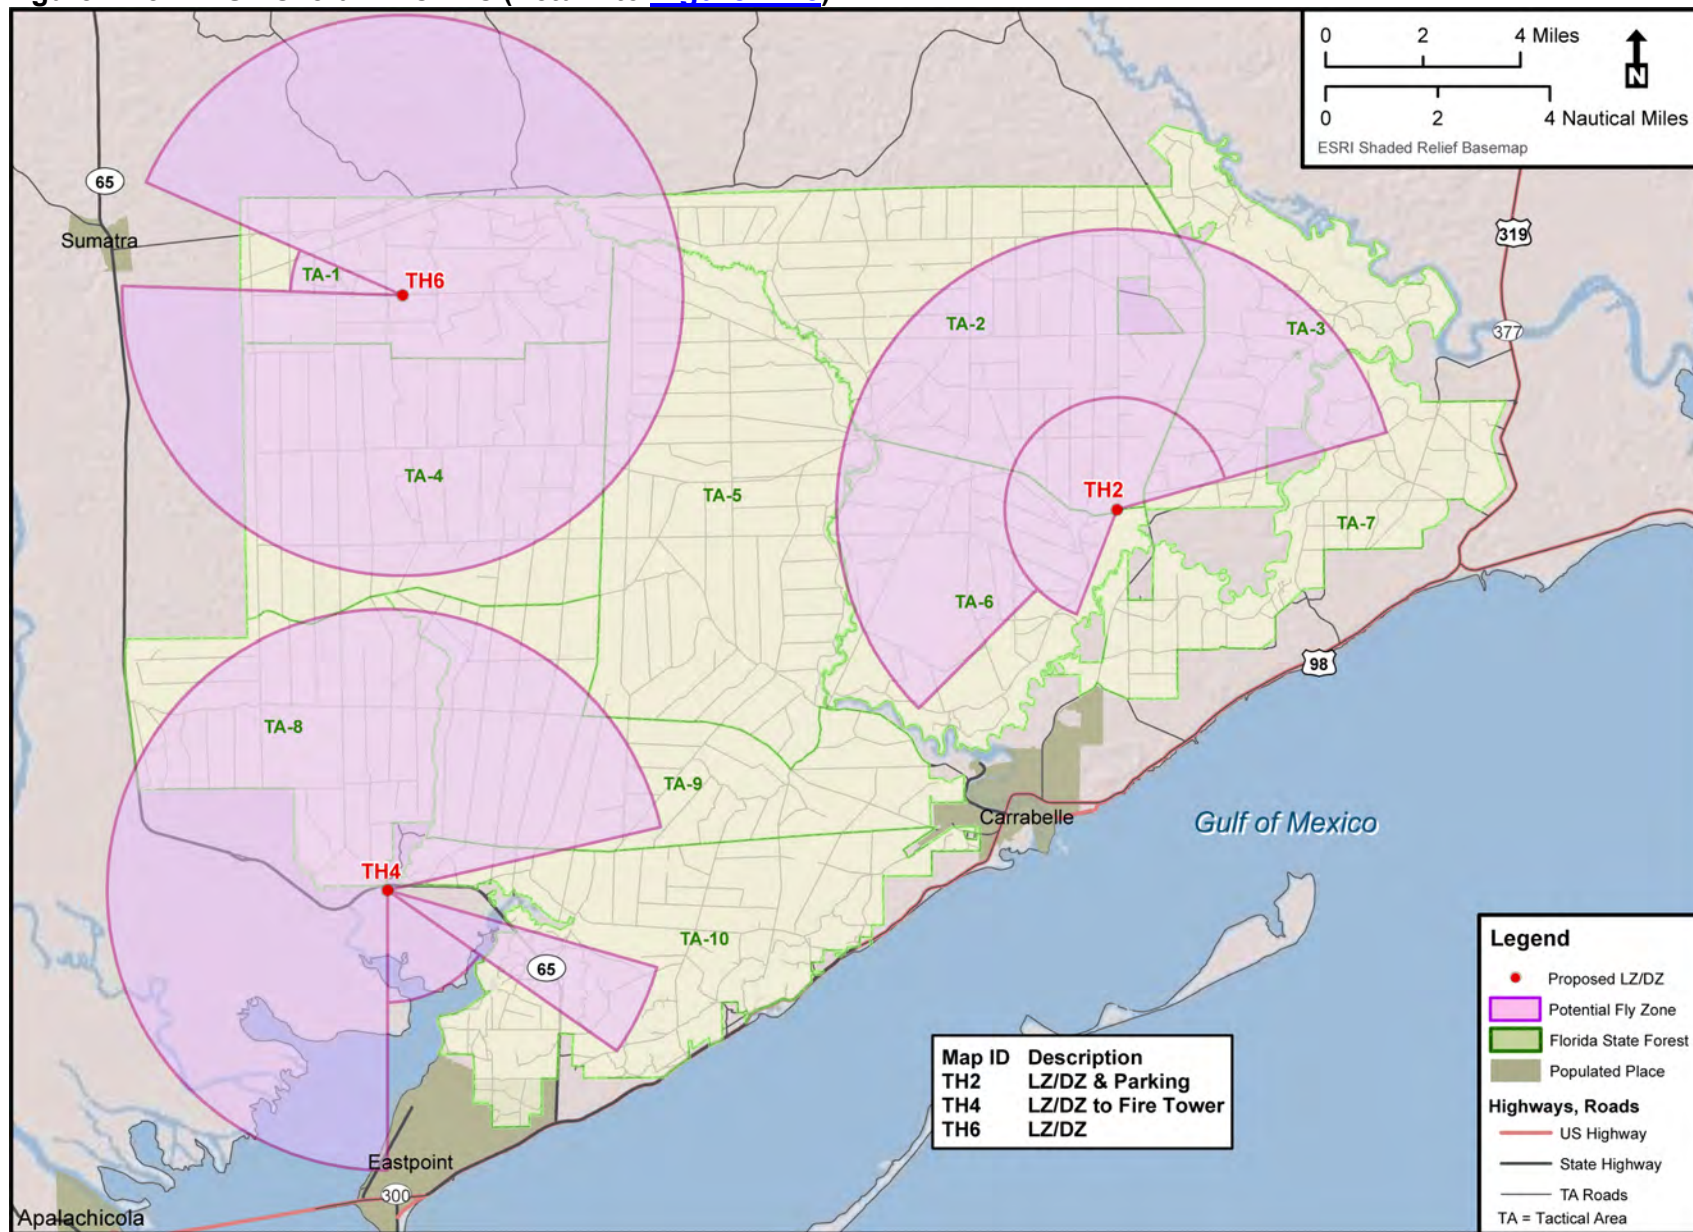 0 2 4 Miles
N
0 2 4 Nautical Miles
ESRI Shaded Relief Basemap
65
Sumatra
319
TA-1
TH6
TA-2
TA-3
377
TA-4
TA-5
TH2
TA-7
TA-6
98
TA-8
TA-9
Carrabelle
Gulf of Mexico
TH4
TA-10
65
Legend
Proposed LZ/DZ
Potential Fly Zone
Florida State Forest
Populated Place
Highways, Roads
US Highway
State Highway
TA Roads
TA = Tactical Area
Map ID Description
TH2 LZ/DZ & Parking
TH4 LZ/DZ to Fire Tower
TH6 LZ/DZ
Eastpoint
300
Apalachicola